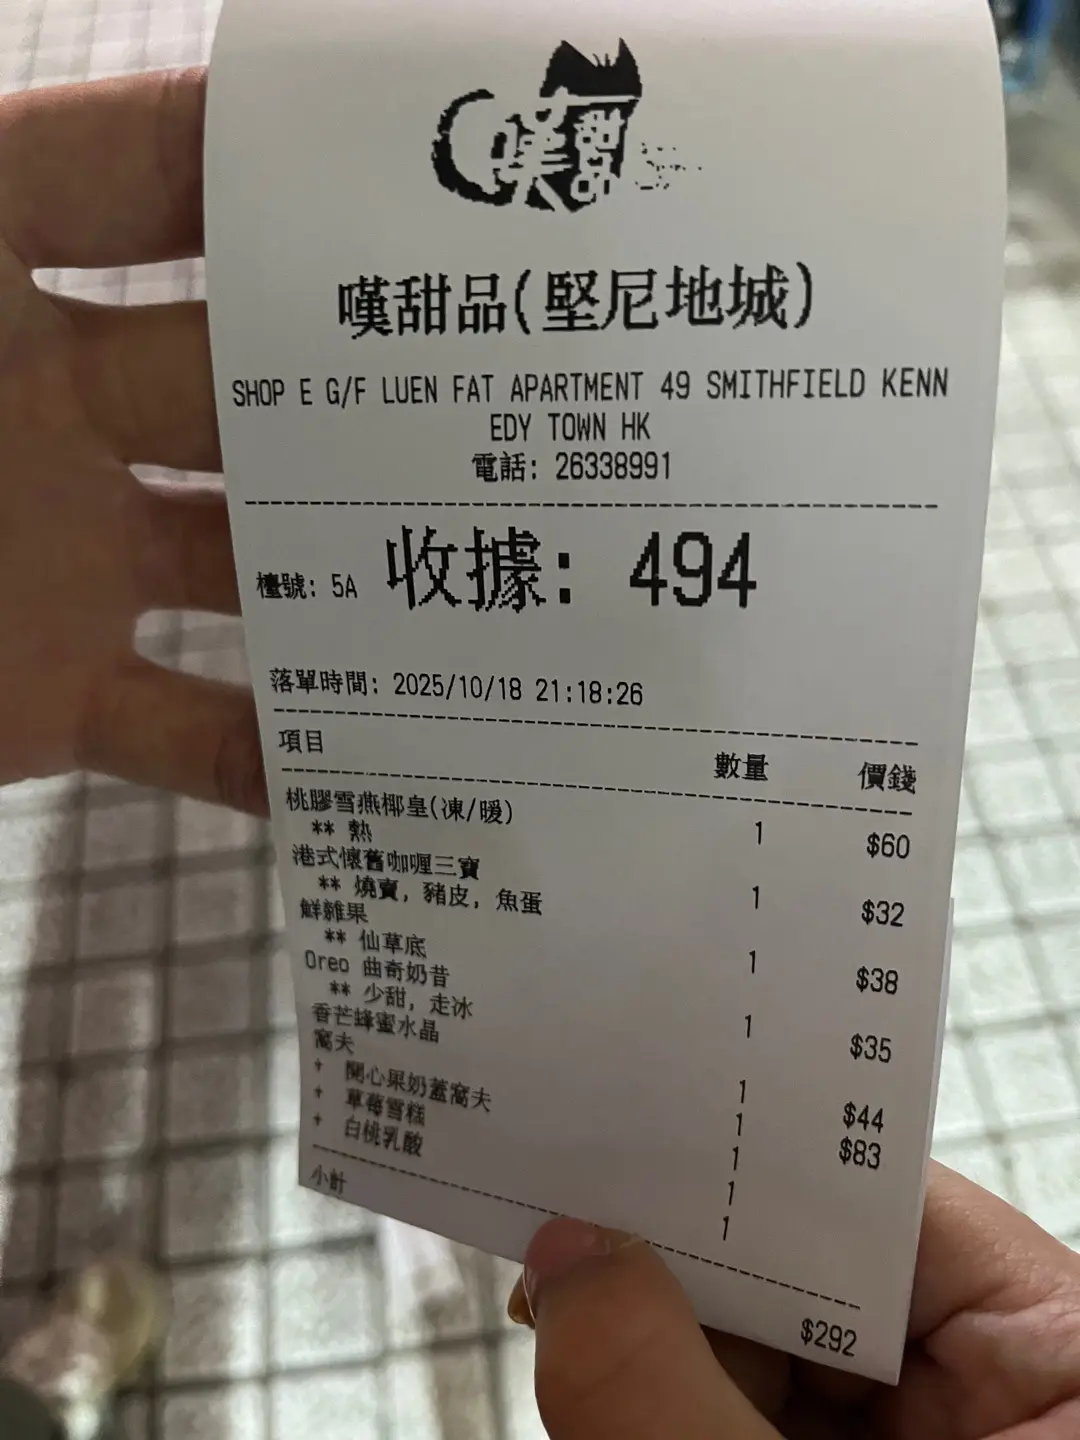 嘆甜品
嘆甜品(堅尼地城)
SHOP E G/F LUEN FAT APARTMENT 49 SMITHFIELD KENN
EDY TOWN HK
電話: 26338991
檯號: 5A 收據: 494
落單時間: 2025/10/18 21:18:26
項目 數量 價錢
桃膠雪燕椰皇(凍/暖) 1 $60
** 熱
港式懷舊咖喱三寶 1 $32
** 燒賣, 豬皮, 魚蛋
鮮雜果 1 $38
** 仙草底
Oreo 曲奇奶昔 1 $35
** 少甜, 走冰
香芒蜂蜜水晶 1 $44
窩夫 1 $83
+ 開心果奶蓋窩夫 1
+ 草莓雪糕 1
+ 白桃乳酸 1
小計 $292